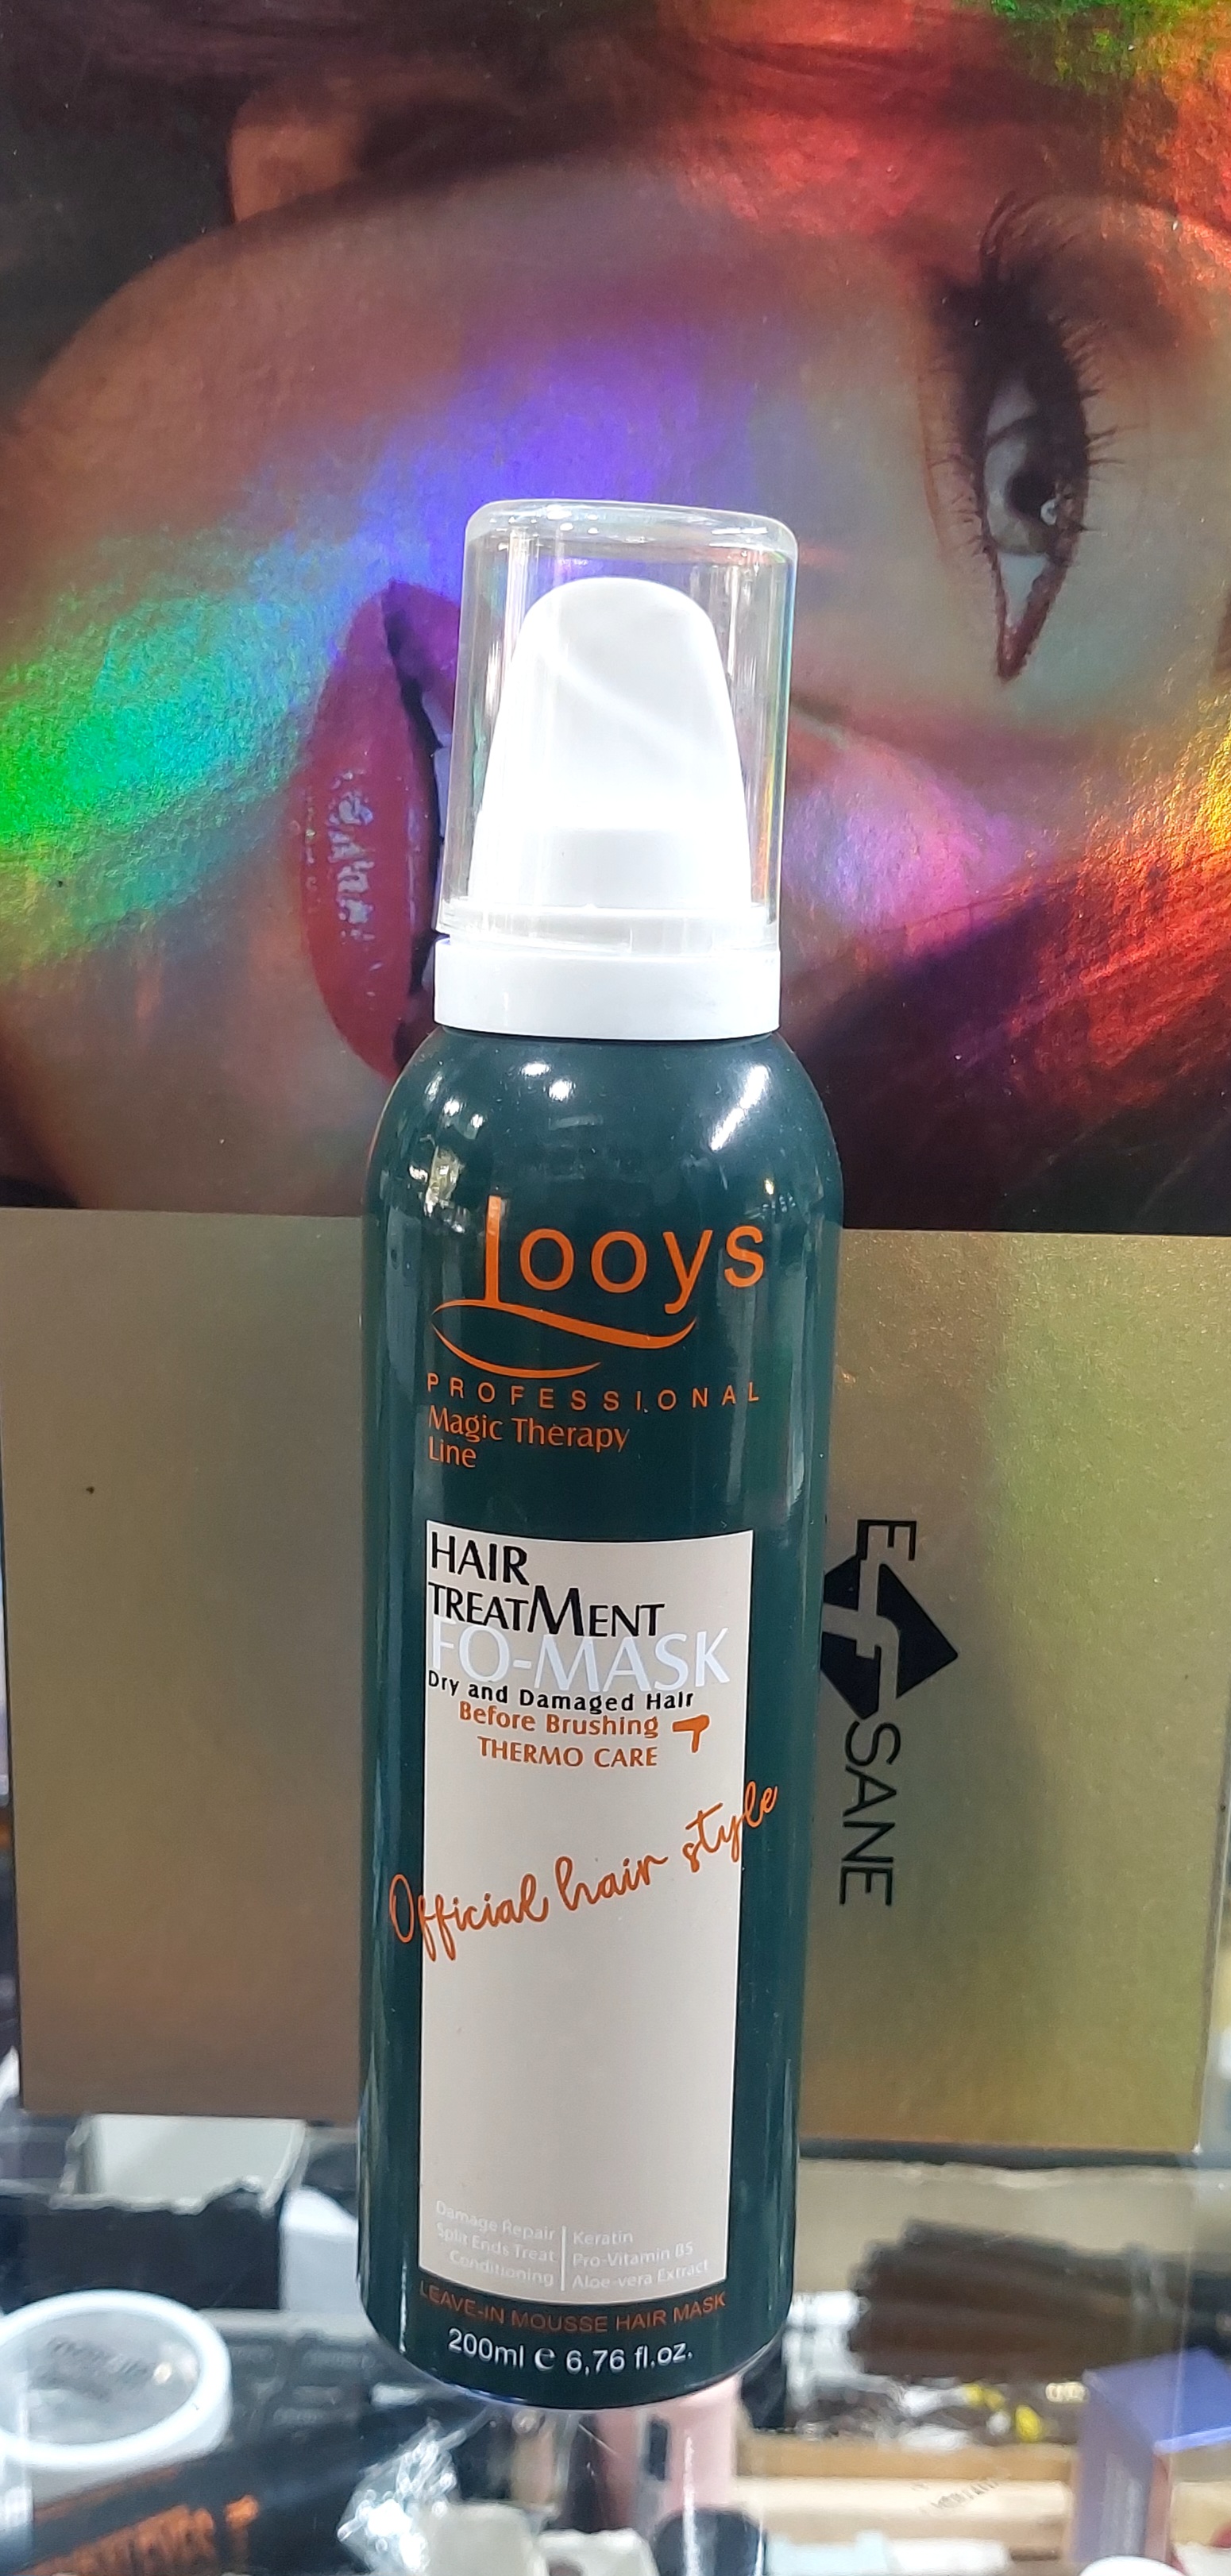 Looys
PROFESSIONAL
Magic Therapy
Line
HAIR
TREATMENT
FO-MASK
Dry and Damaged Hair
Before Brushing
THERMO CARE
Official hair style
Damage Repair
Split Ends Treat
Conditioning
Keratin
Pro-Vitamin B5
Aloe-vera Extract
LEAVE-IN MOUSSE HAIR MASK
200ml e 6,76 fl.oz.
EFSANE